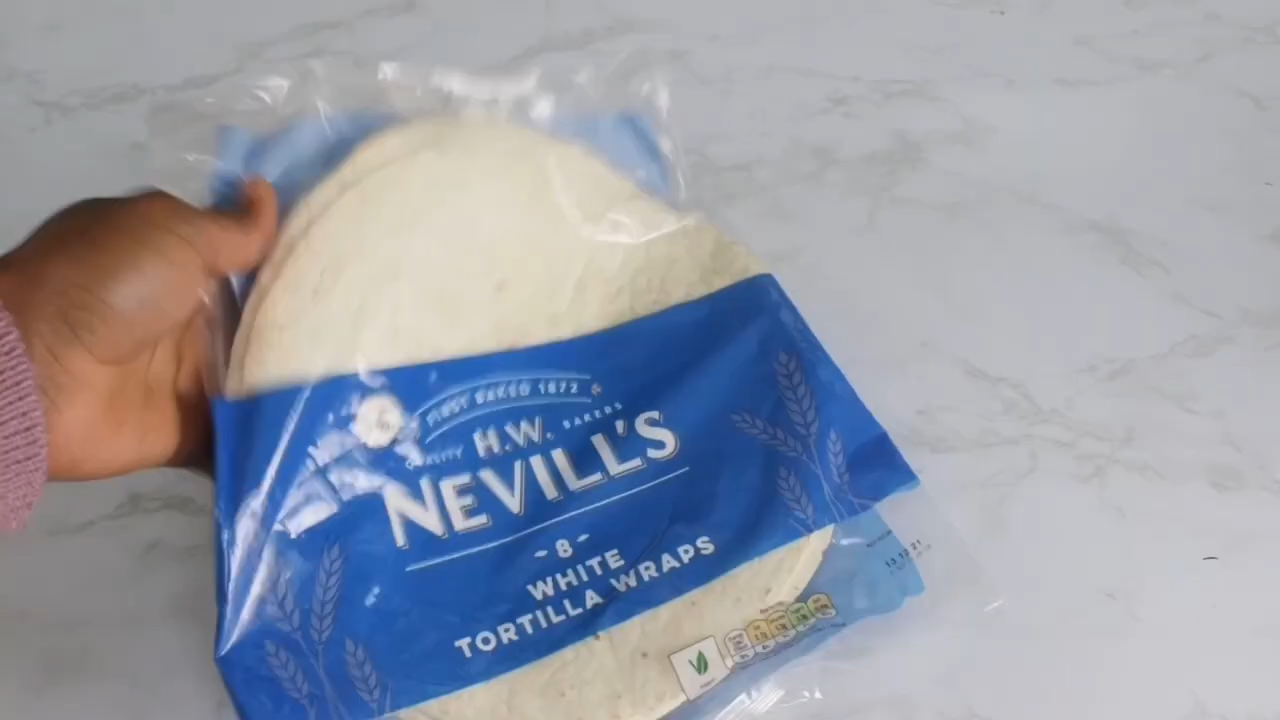 FIRST BAKED 1872
QUALITY BAKERS
H.W.
NEVILL'S
~8~
WHITE
TORTILLA WRAPS